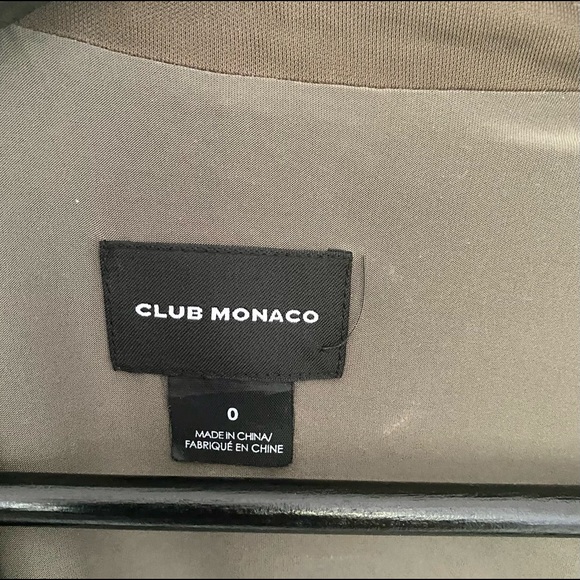 CLUB MONACO
0
MADE IN CHINA/
FABRIQUÉ EN CHINE